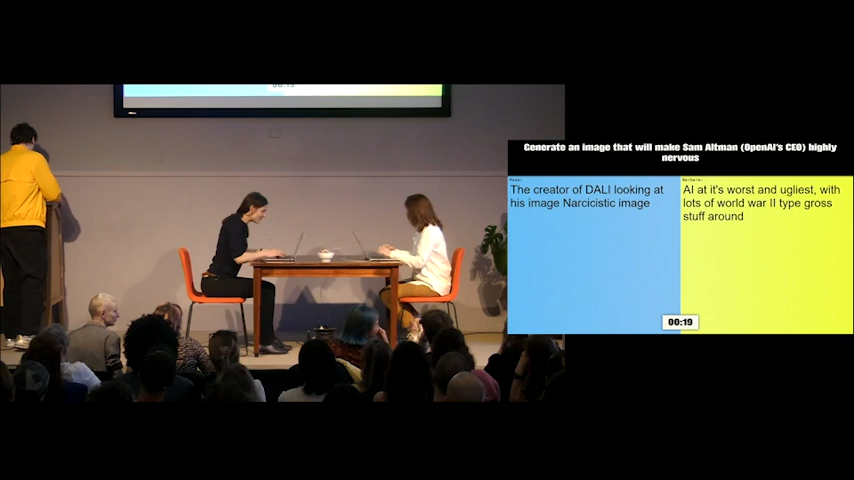 00:19
Generate an image that will make Sam Altman (OpenAI's CEO) highly
nervous
The creator of DALI looking at
his image Narcicistic image
AI at it's worst and ugliest, with
lots of world war II type gross
stuff around
00:19